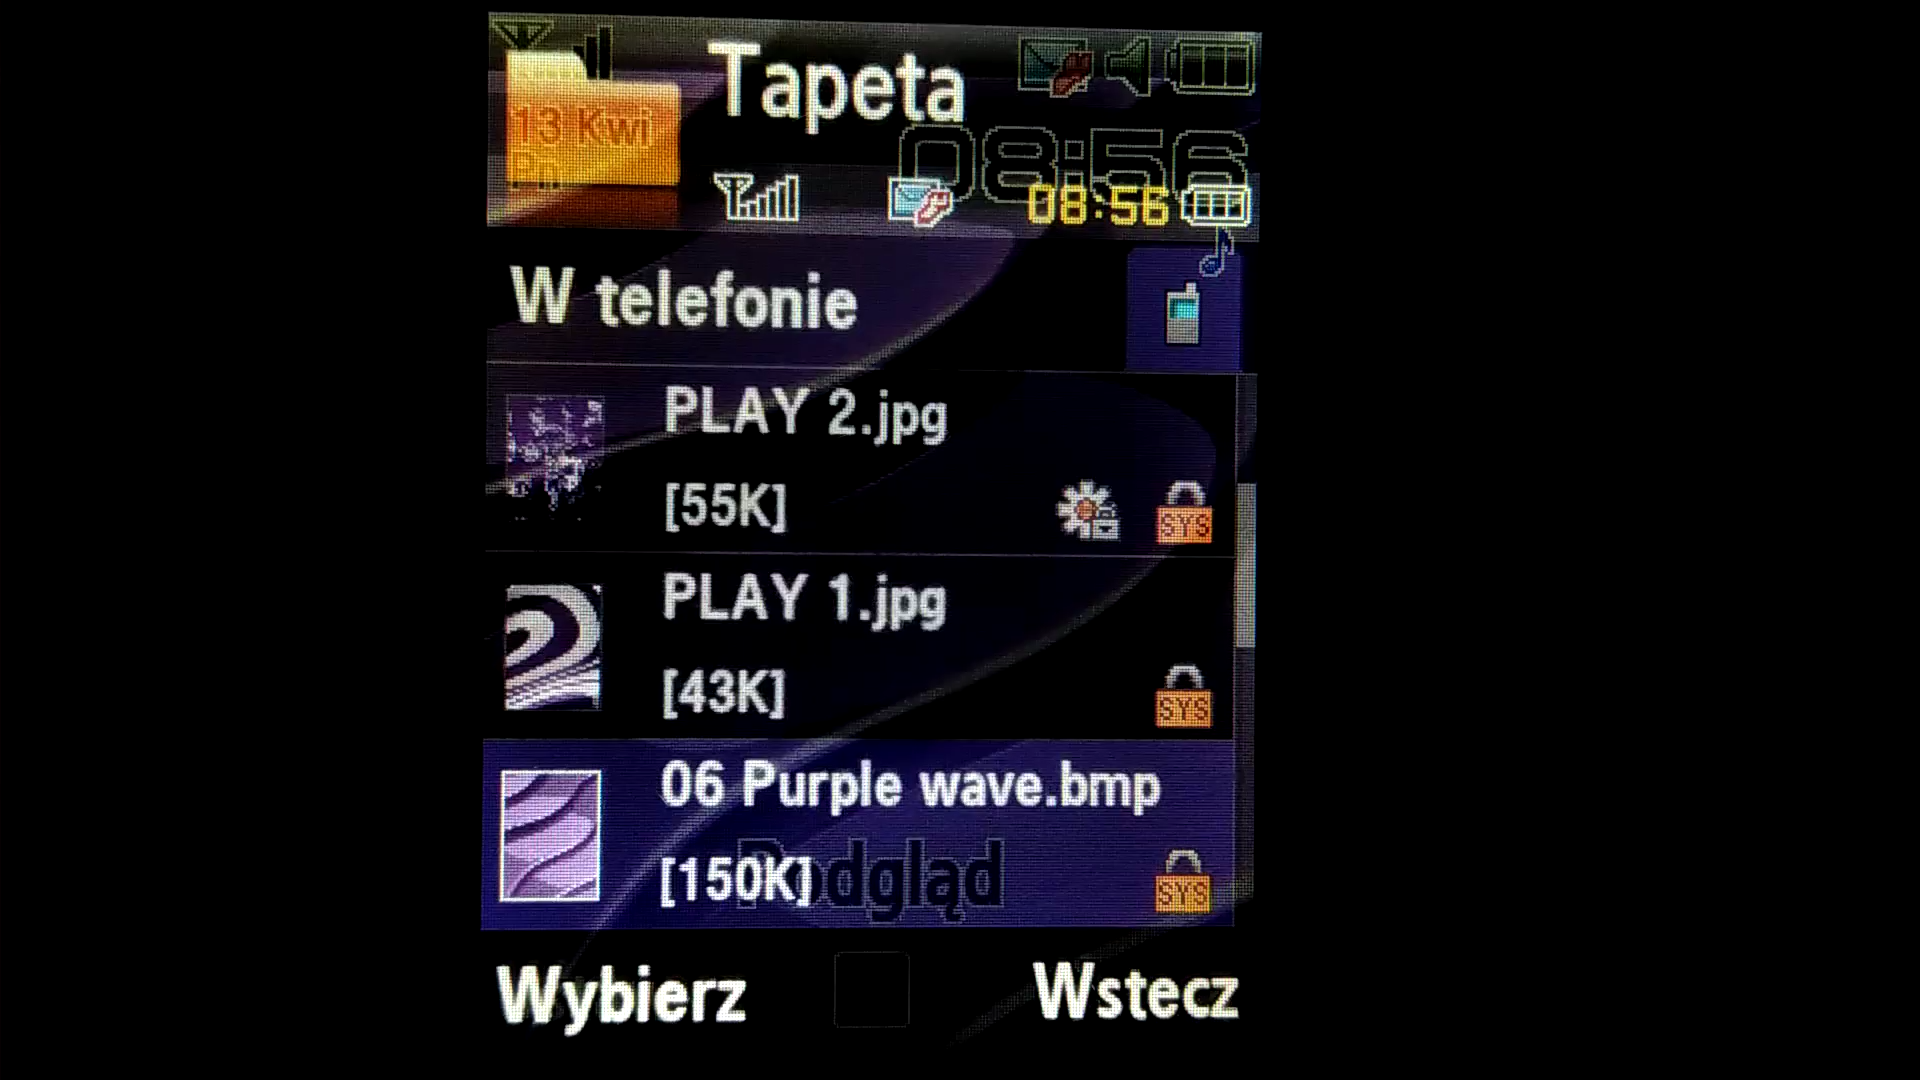 Tapeta
13 Kwi
Pn
08:56
08:56
W telefonie
PLAY 2.jpg
[55K]
SYS
PLAY 1.jpg
[43K]
SYS
06 Purple wave.bmp
Podgląd
[150K]
SYS
Wybierz
Wstecz